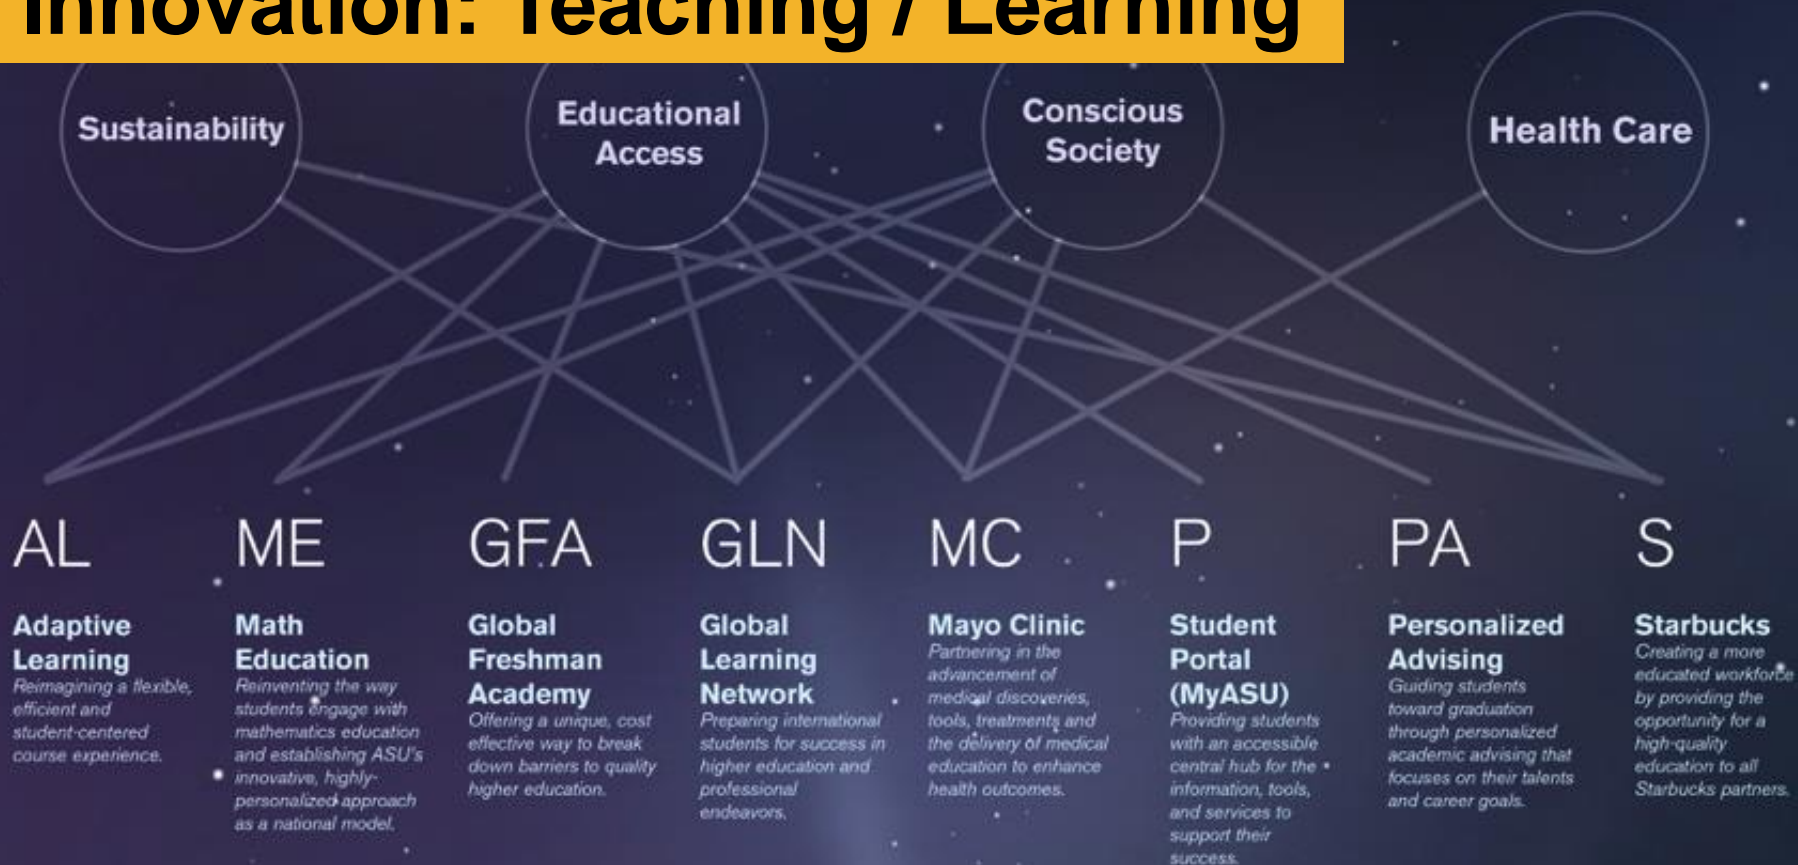 Innovation: Teaching / Learning
Sustainability
Educational
Access
Conscious
Society
Health Care
AL
ME
GFA
GLN
MC
P
PA
S
Adaptive
Learning
Reimagining a flexible,
efficient and
student-centered
course experience.
Math
Education
Reinventing the way
students engage with
mathematics education
and establishing ASU's
innovative, highly-
personalized approach
as a national model.
Global
Freshman
Academy
Offering a unique, cost
effective way to break
down barriers to quality
higher education.
Global
Learning
Network
Preparing international
students for success in
higher education and
professional
endeavors.
Mayo Clinic
Partnering in the
advancement of
medical discoveries,
tools, treatments and
the delivery of medical
education to enhance
health outcomes.
Student
Portal
(MyASU)
Providing students
with an accessible
central hub for the
information, tools,
and services to
support their
success.
Personalized
Advising
Guiding students
toward graduation
through personalized
academic advising that
focuses on their talents
and career goals.
Starbucks
Creating a more
educated workforce
by providing the
opportunity for a
high-quality
education to all
Starbucks partners.